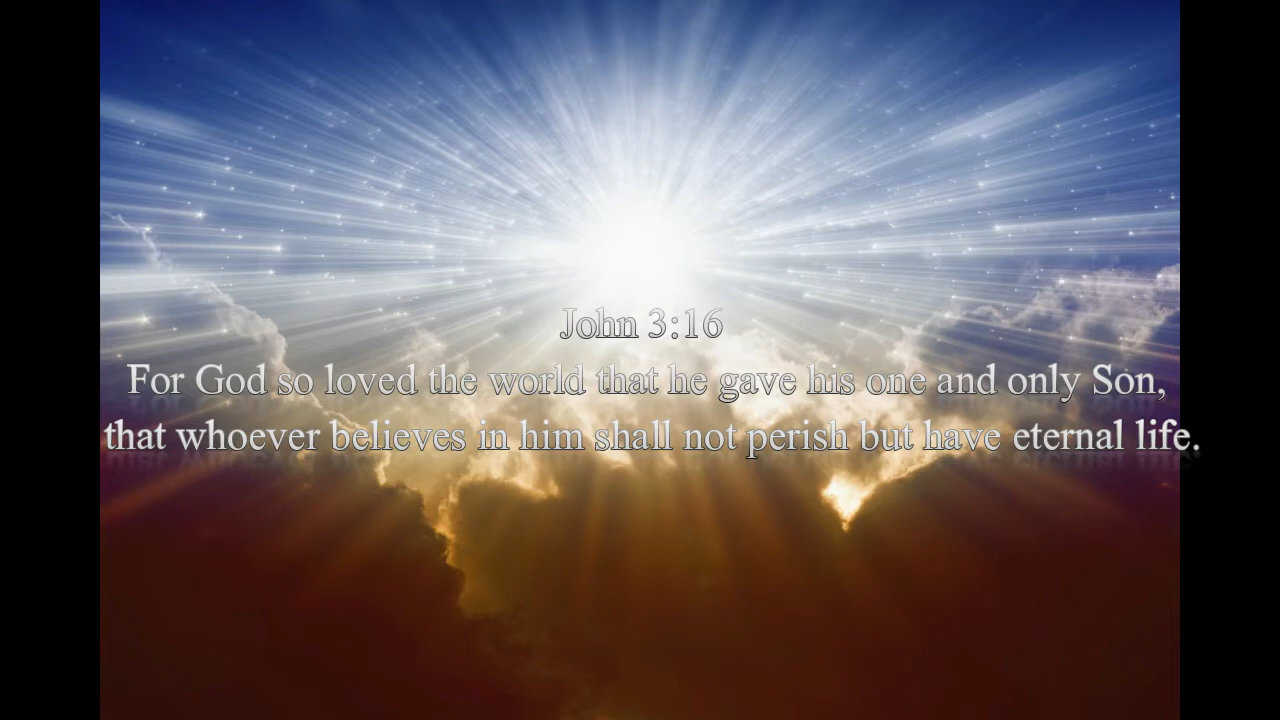 John 3:16
For God so loved the world that he gave his one and only Son,
that whoever believes in him shall not perish but have eternal life.